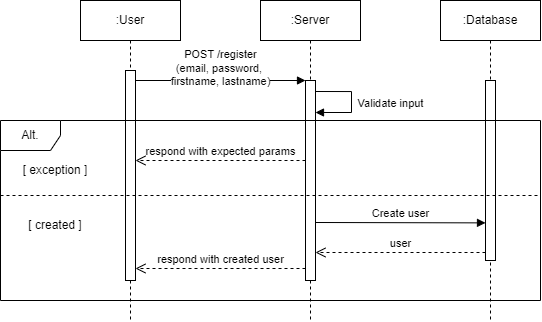 :User
:Server
:Database
POST /register
(email, password,
firstname, lastname)
Validate input
Alt.
respond with expected params
[ exception ]
Create user
[ created ]
user
respond with created user